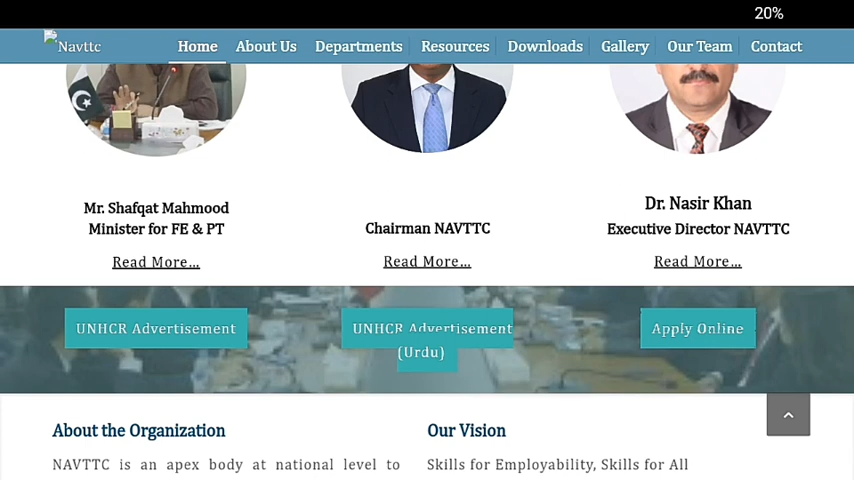 20%
Navttc Home About Us Departments Resources Downloads Gallery Our Team Contact
Mr. Shafqat Mahmood
Minister for FE & PT
Read More...
Chairman NAVTTC
Read More...
Dr. Nasir Khan
Executive Director NAVTTC
Read More...
UNHCR Advertisement
UNHCR Advertisement
(Urdu)
Apply Online
About the Organization
NAVTTC is an apex body at national level to
Our Vision
Skills for Employability, Skills for All